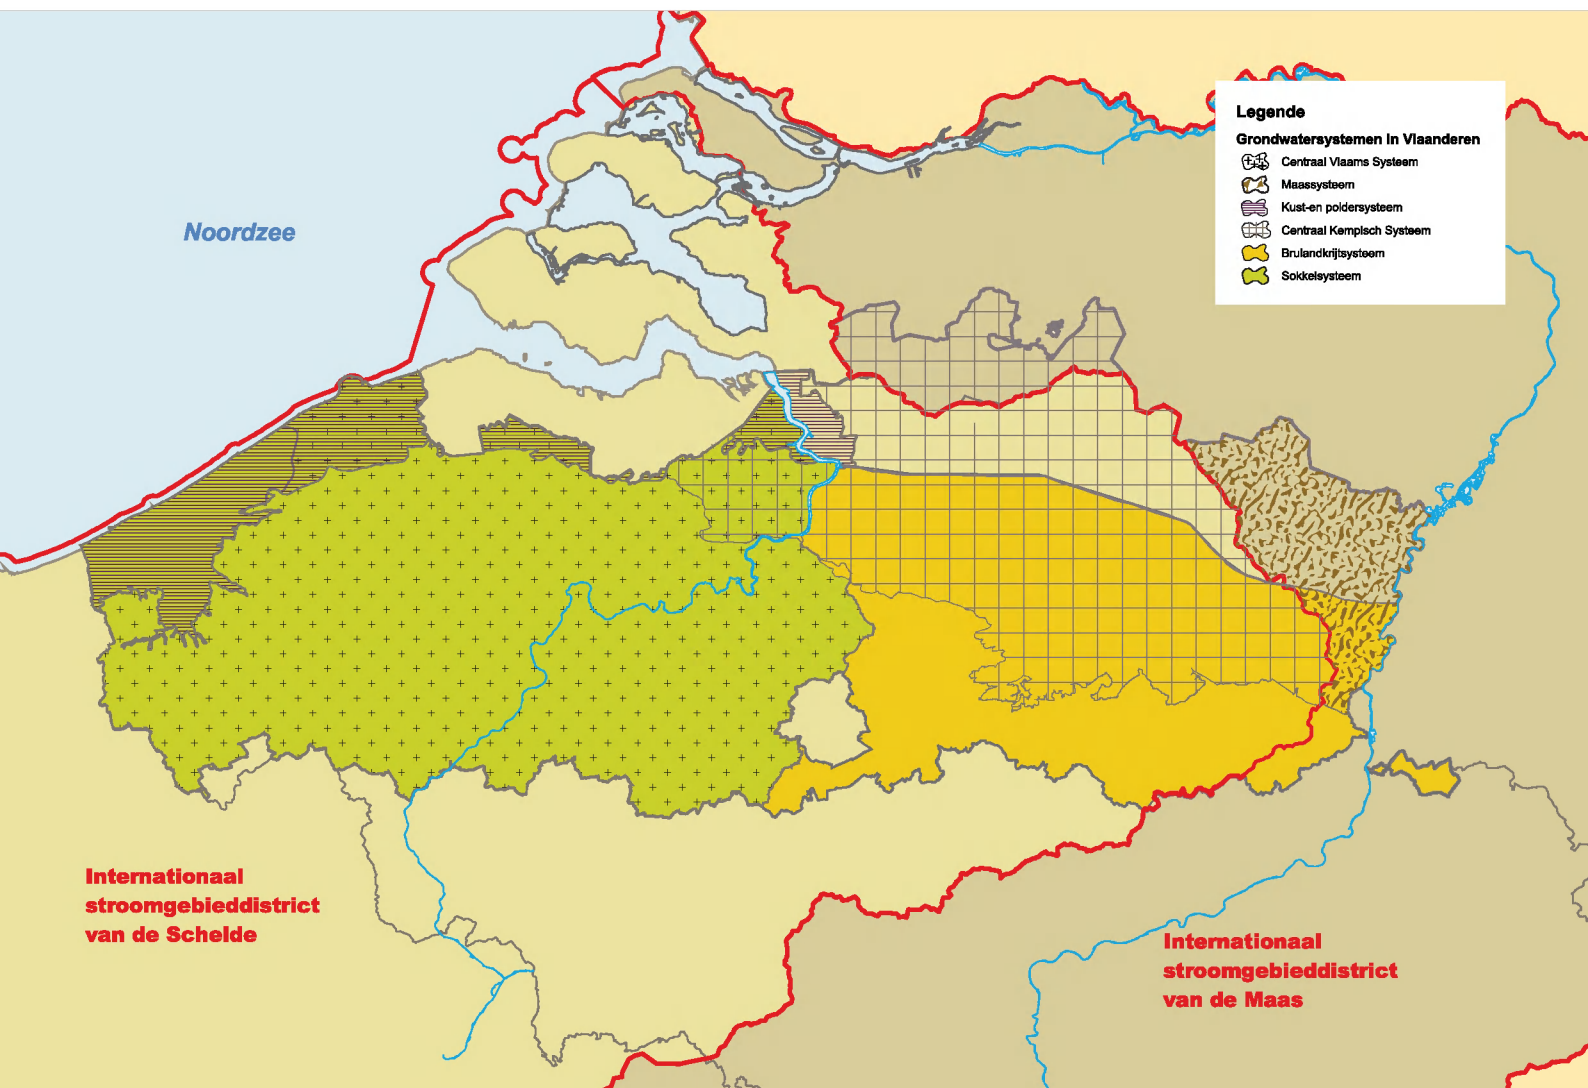 Legende
Grondwatersystemen in Vlaanderen
Centraal Vlaams Systeem
Maassysteem
Kust-en poldersysteem
Centraal Kempisch Systeem
Brulandkrijtsysteem
Sokkelsysteem
Noordzee
Internationaal
stroomgebieddistrict
van de Schelde
Internationaal
stroomgebieddistrict
van de Maas